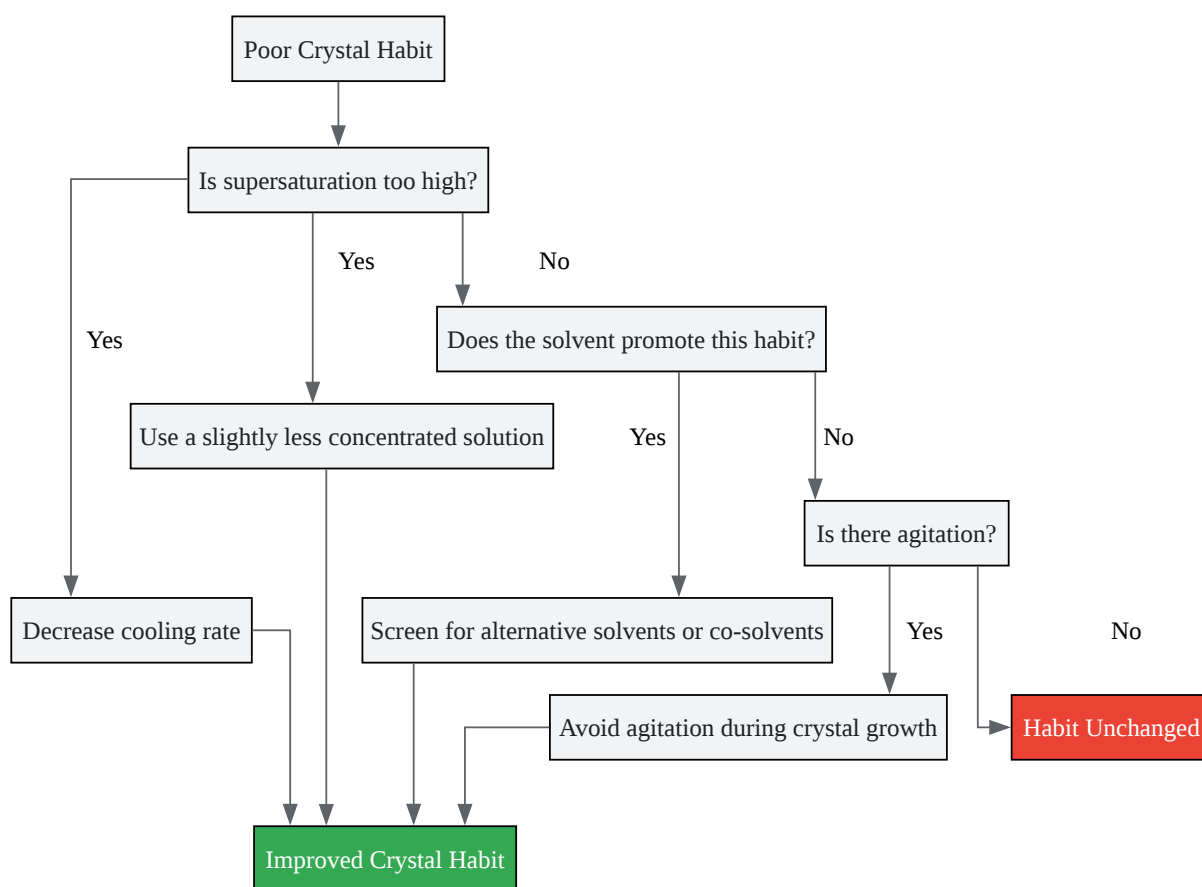 Poor Crystal Habit
Is supersaturation too high?
Yes
No
Does the solvent promote this habit?
Yes
Use a slightly less concentrated solution
Yes
No
Is there agitation?
Decrease cooling rate
Screen for alternative solvents or co-solvents
Yes
No
Avoid agitation during crystal growth
Habit Unchanged
Improved Crystal Habit